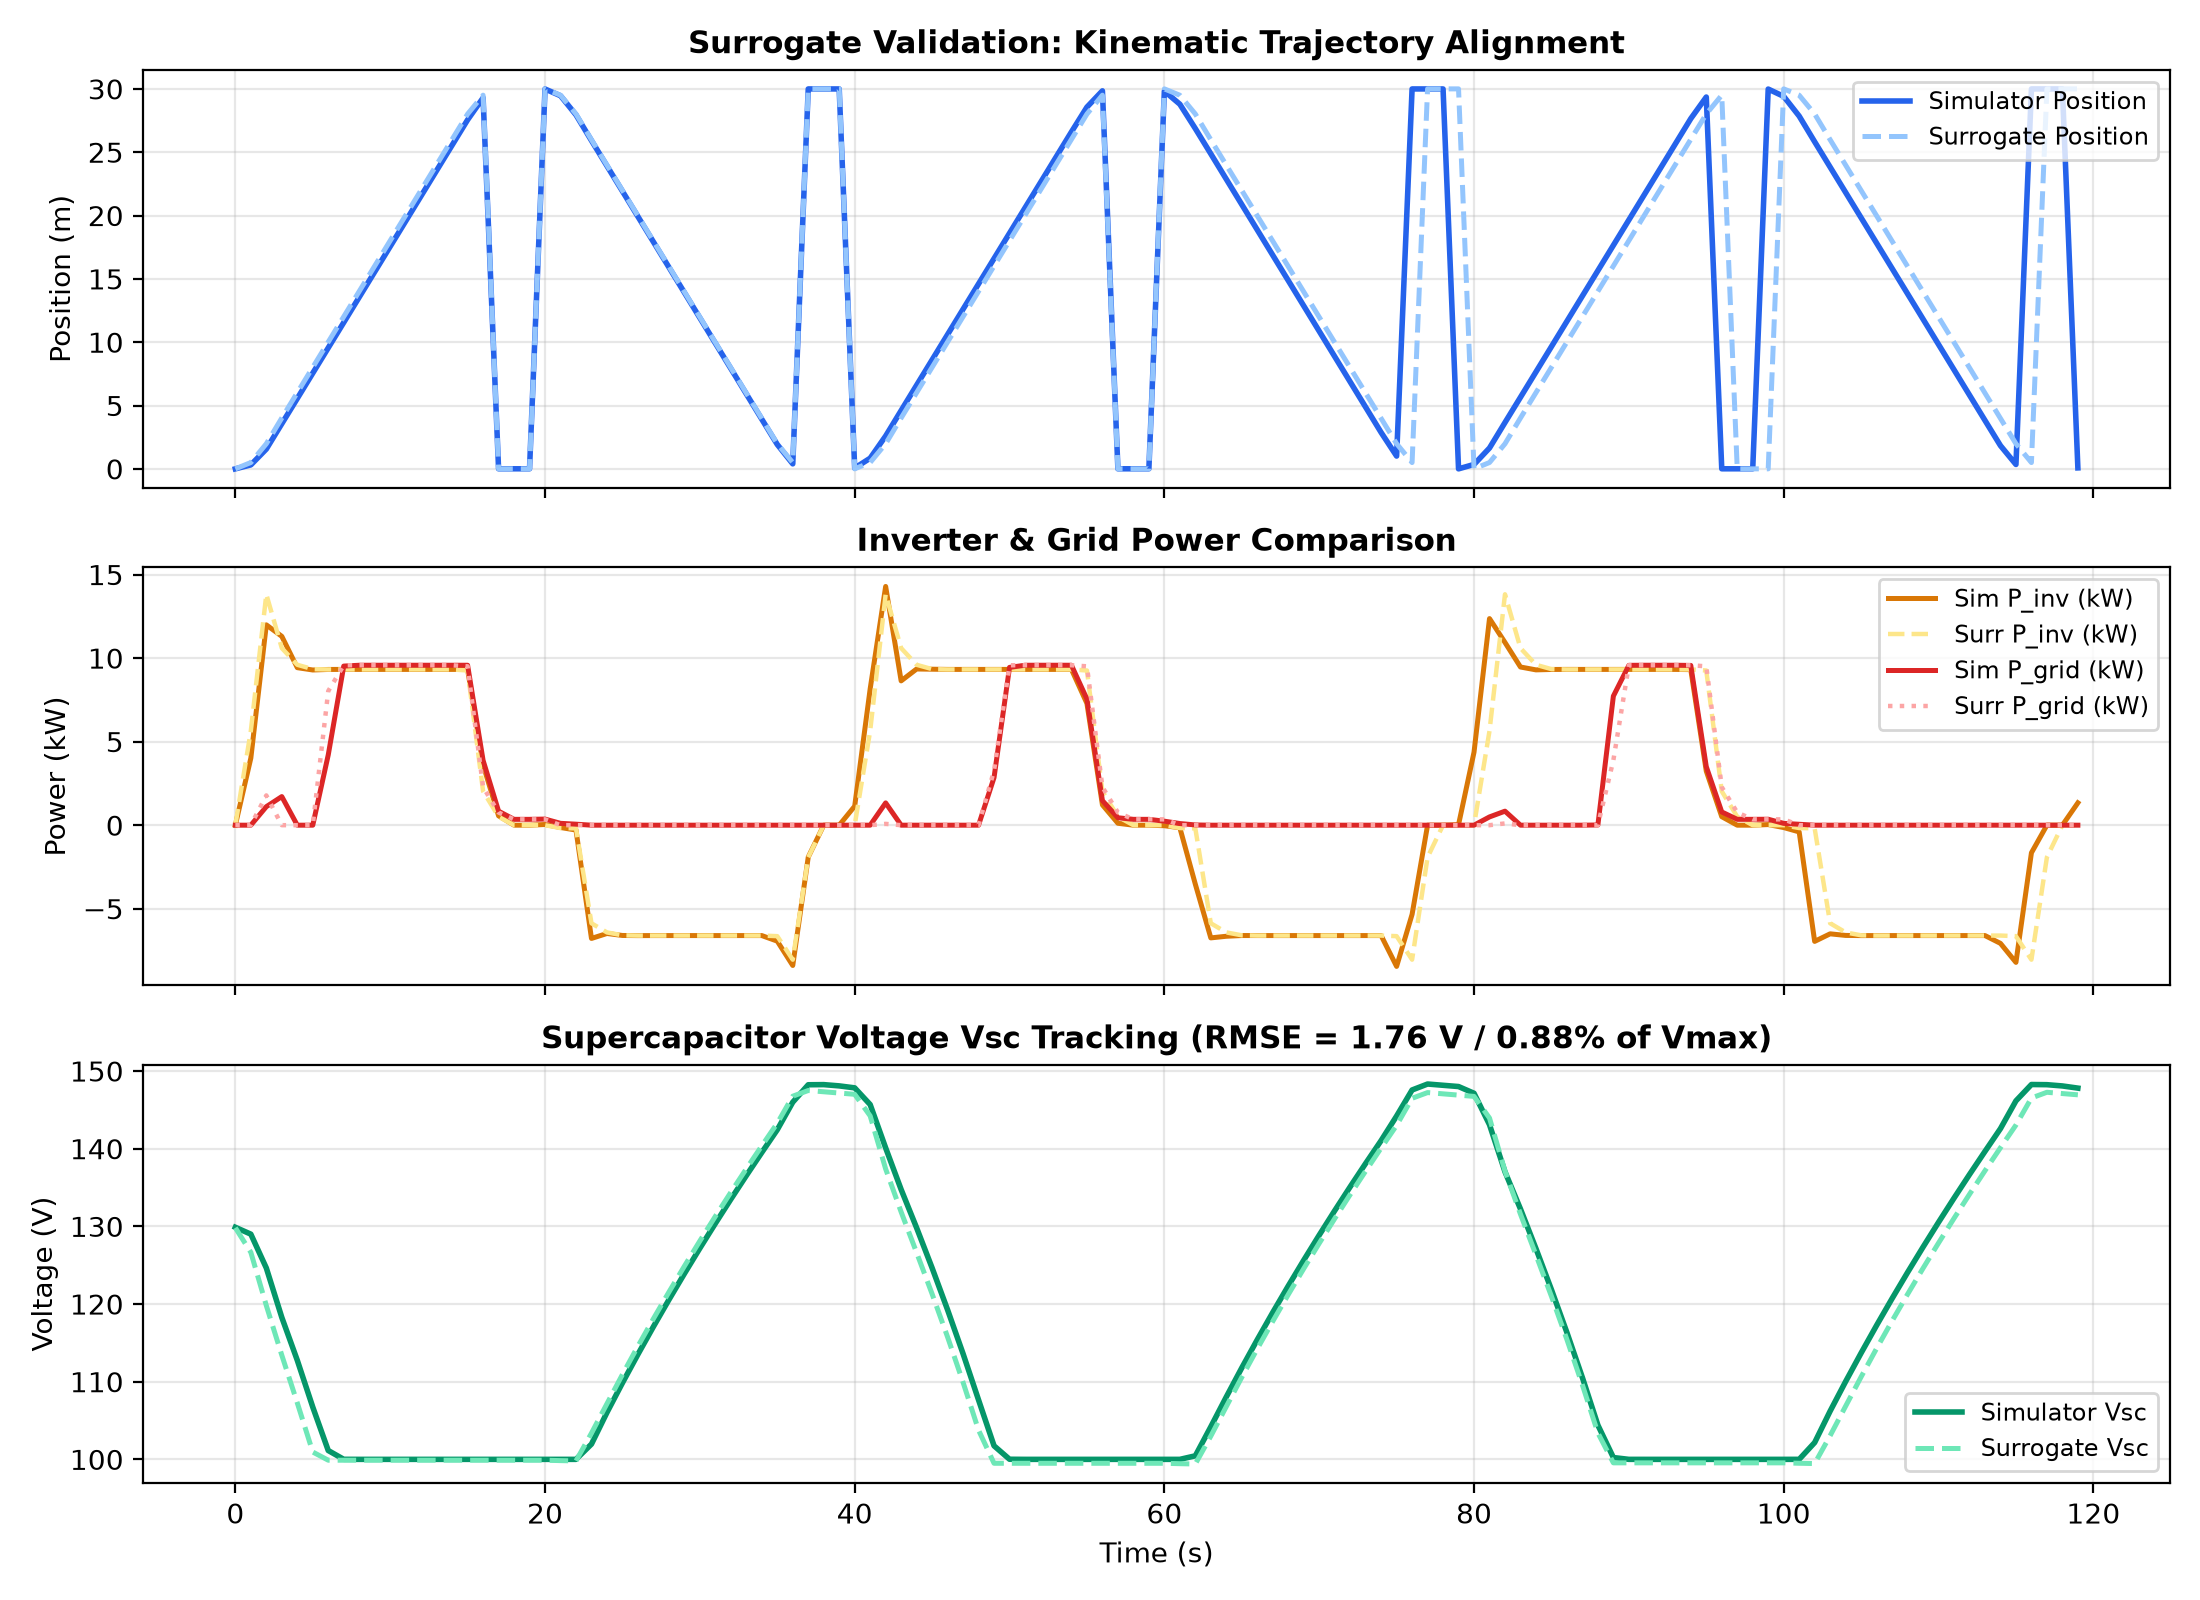 Surrogate Validation: Kinematic Trajectory Alignment
30
25
20
15
10
5
0
Position (m)
Simulator Position
Surrogate Position
Inverter & Grid Power Comparison
15
10
5
0
−5
Power (kW)
Sim P_inv (kW)
Surr P_inv (kW)
Sim P_grid (kW)
Surr P_grid (kW)
Supercapacitor Voltage Vsc Tracking (RMSE = 1.76 V / 0.88% of Vmax)
150
140
130
120
110
100
Voltage (V)
Simulator Vsc
Surrogate Vsc
0 20 40 60 80 100 120
Time (s)